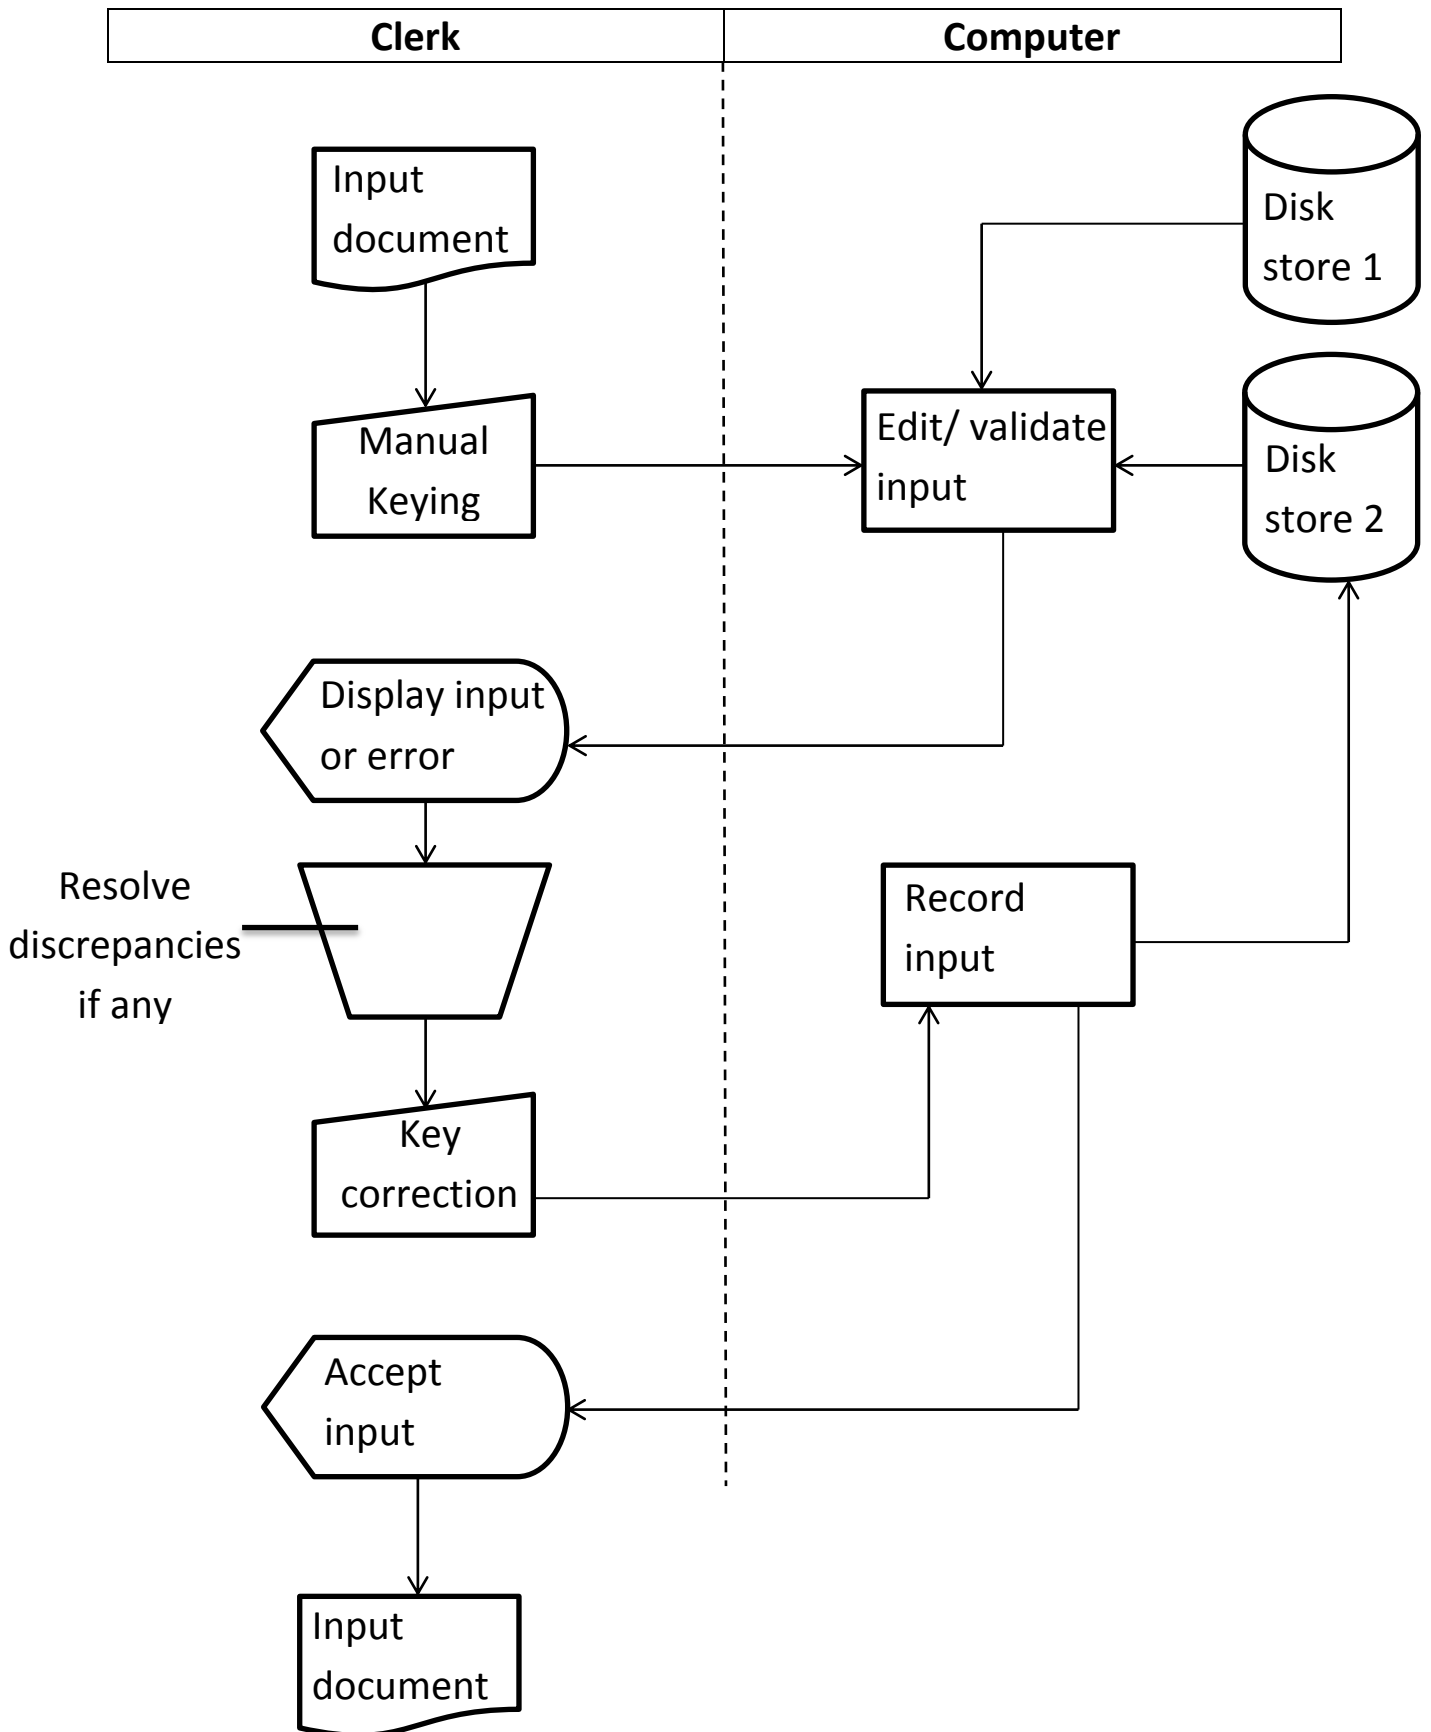 Clerk
Computer
Input
document
Disk
store 1
Manual
Keying
Edit/ validate
input
Disk
store 2
Display input
or error
Resolve
discrepancies
if any
Record
input
Key
correction
Accept
input
Input
document